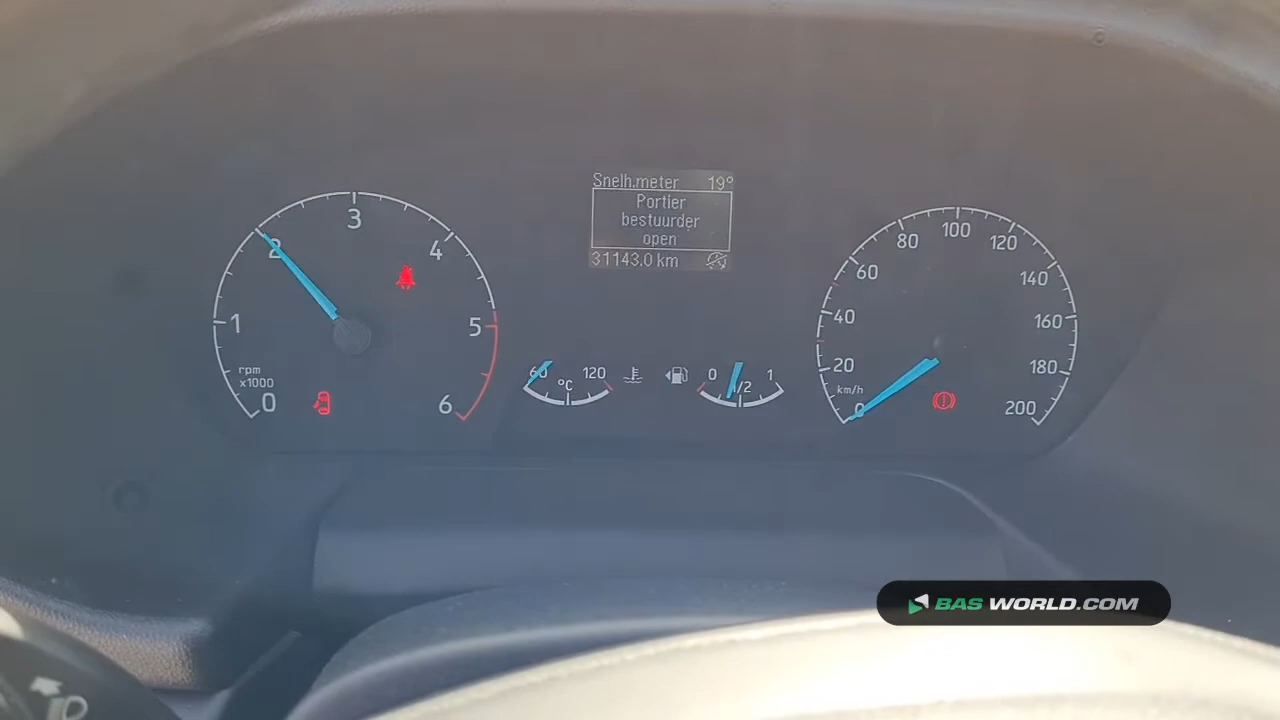 Snelh.meter 19°
Portier
bestuurder
open
31143.0 km
0
1
2
3
4
5
6
rpm
x1000
60
120
°C
0
1/2
1
0
20
40
60
80
100
120
140
160
180
200
km/h
BAS WORLD.COM